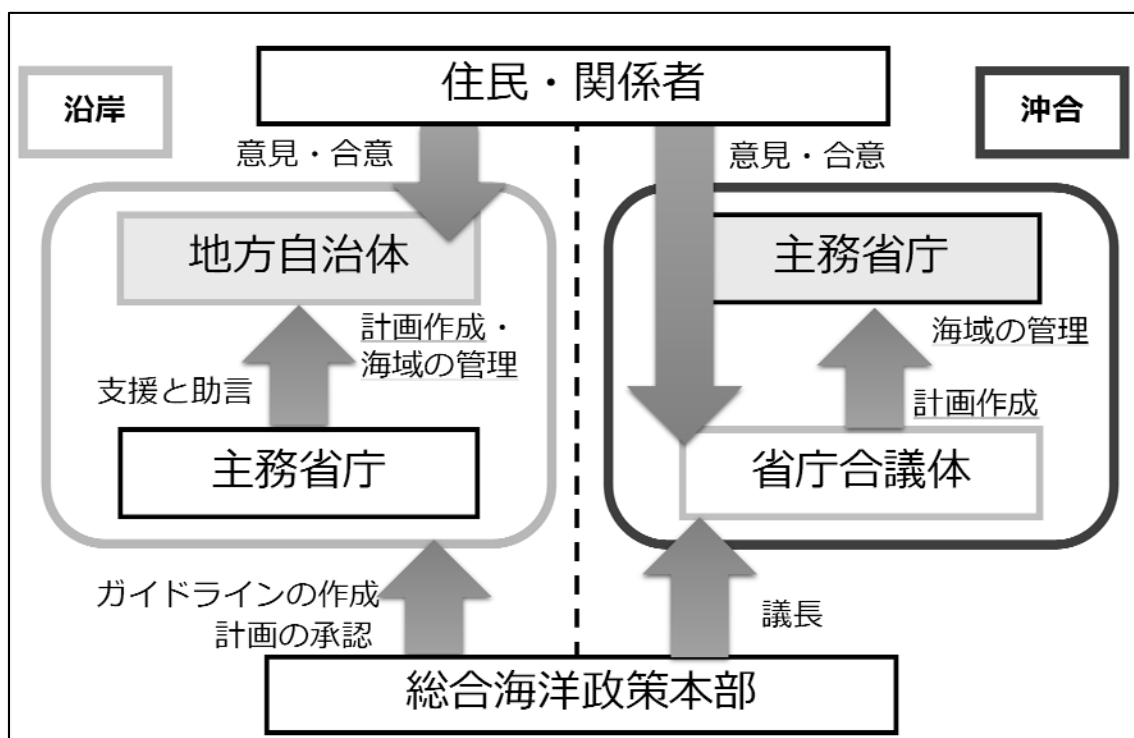 住民・関係者
沿岸
沖合
意見・合意
意見・合意
地方自治体
主務省庁
計画作成・
海域の管理
海域の管理
支援と助言
計画作成
主務省庁
省庁合議体
ガイドラインの作成
計画の承認
議長
総合海洋政策本部